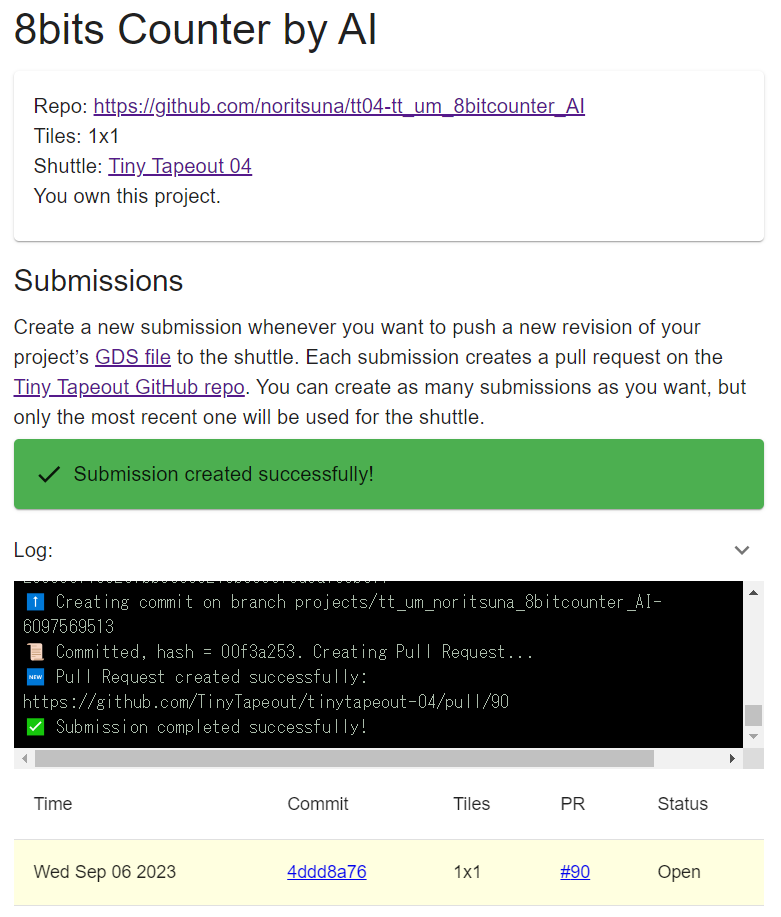 8bits Counter by AI
Repo: https://github.com/noritsuna/tt04-tt_um_8bitcounter_AI
Tiles: 1x1
Shuttle: Tiny Tapeout 04
You own this project.
Submissions
Create a new submission whenever you want to push a new revision of your
project's GDS file to the shuttle. Each submission creates a pull request on the
Tiny Tapeout GitHub repo. You can create as many submissions as you want, but
only the most recent one will be used for the shuttle.
Submission created successfully!
Log:
Creating commit on branch projects/tt_um_noritsuna_8bitcounter_AI-
6097569513
Committed, hash = 00f3a253. Creating Pull Request...
NEW Pull Request created successfully:
https://github.com/TinyTapeout/tinytapeout-04/pull/90
Submission completed successfully!
Time Commit Tiles PR Status
Wed Sep 06 2023 4ddd8a76 1x1 #90 Open